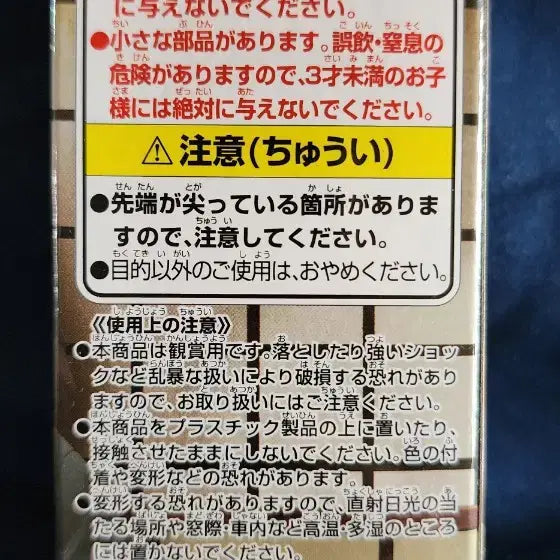 に与えないでください。
●小さな部品があります。誤飲・窒息の
危険がありますので、3才未満のお子
様には絶対に与えないでください。
⚠注意(ちゅうい)
●先端が尖っている箇所がありま
すので、注意してください。
●目的以外のご使用は、おやめください。
《使用上の注意》
●本商品は観賞用です。落としたり強いショッ
クなど乱暴な扱いにより破損する恐れがあり
ますので、お取り扱いにはご注意ください。
●本商品をプラスチック製品の上に置いたり、
接触させたままにしないでください。色の付
着や変形などの恐れがあります。
●変形する恐れがありますので、直射日光の当
たる場所や窓際・車内など高温・多湿のところ
には置かないでください。